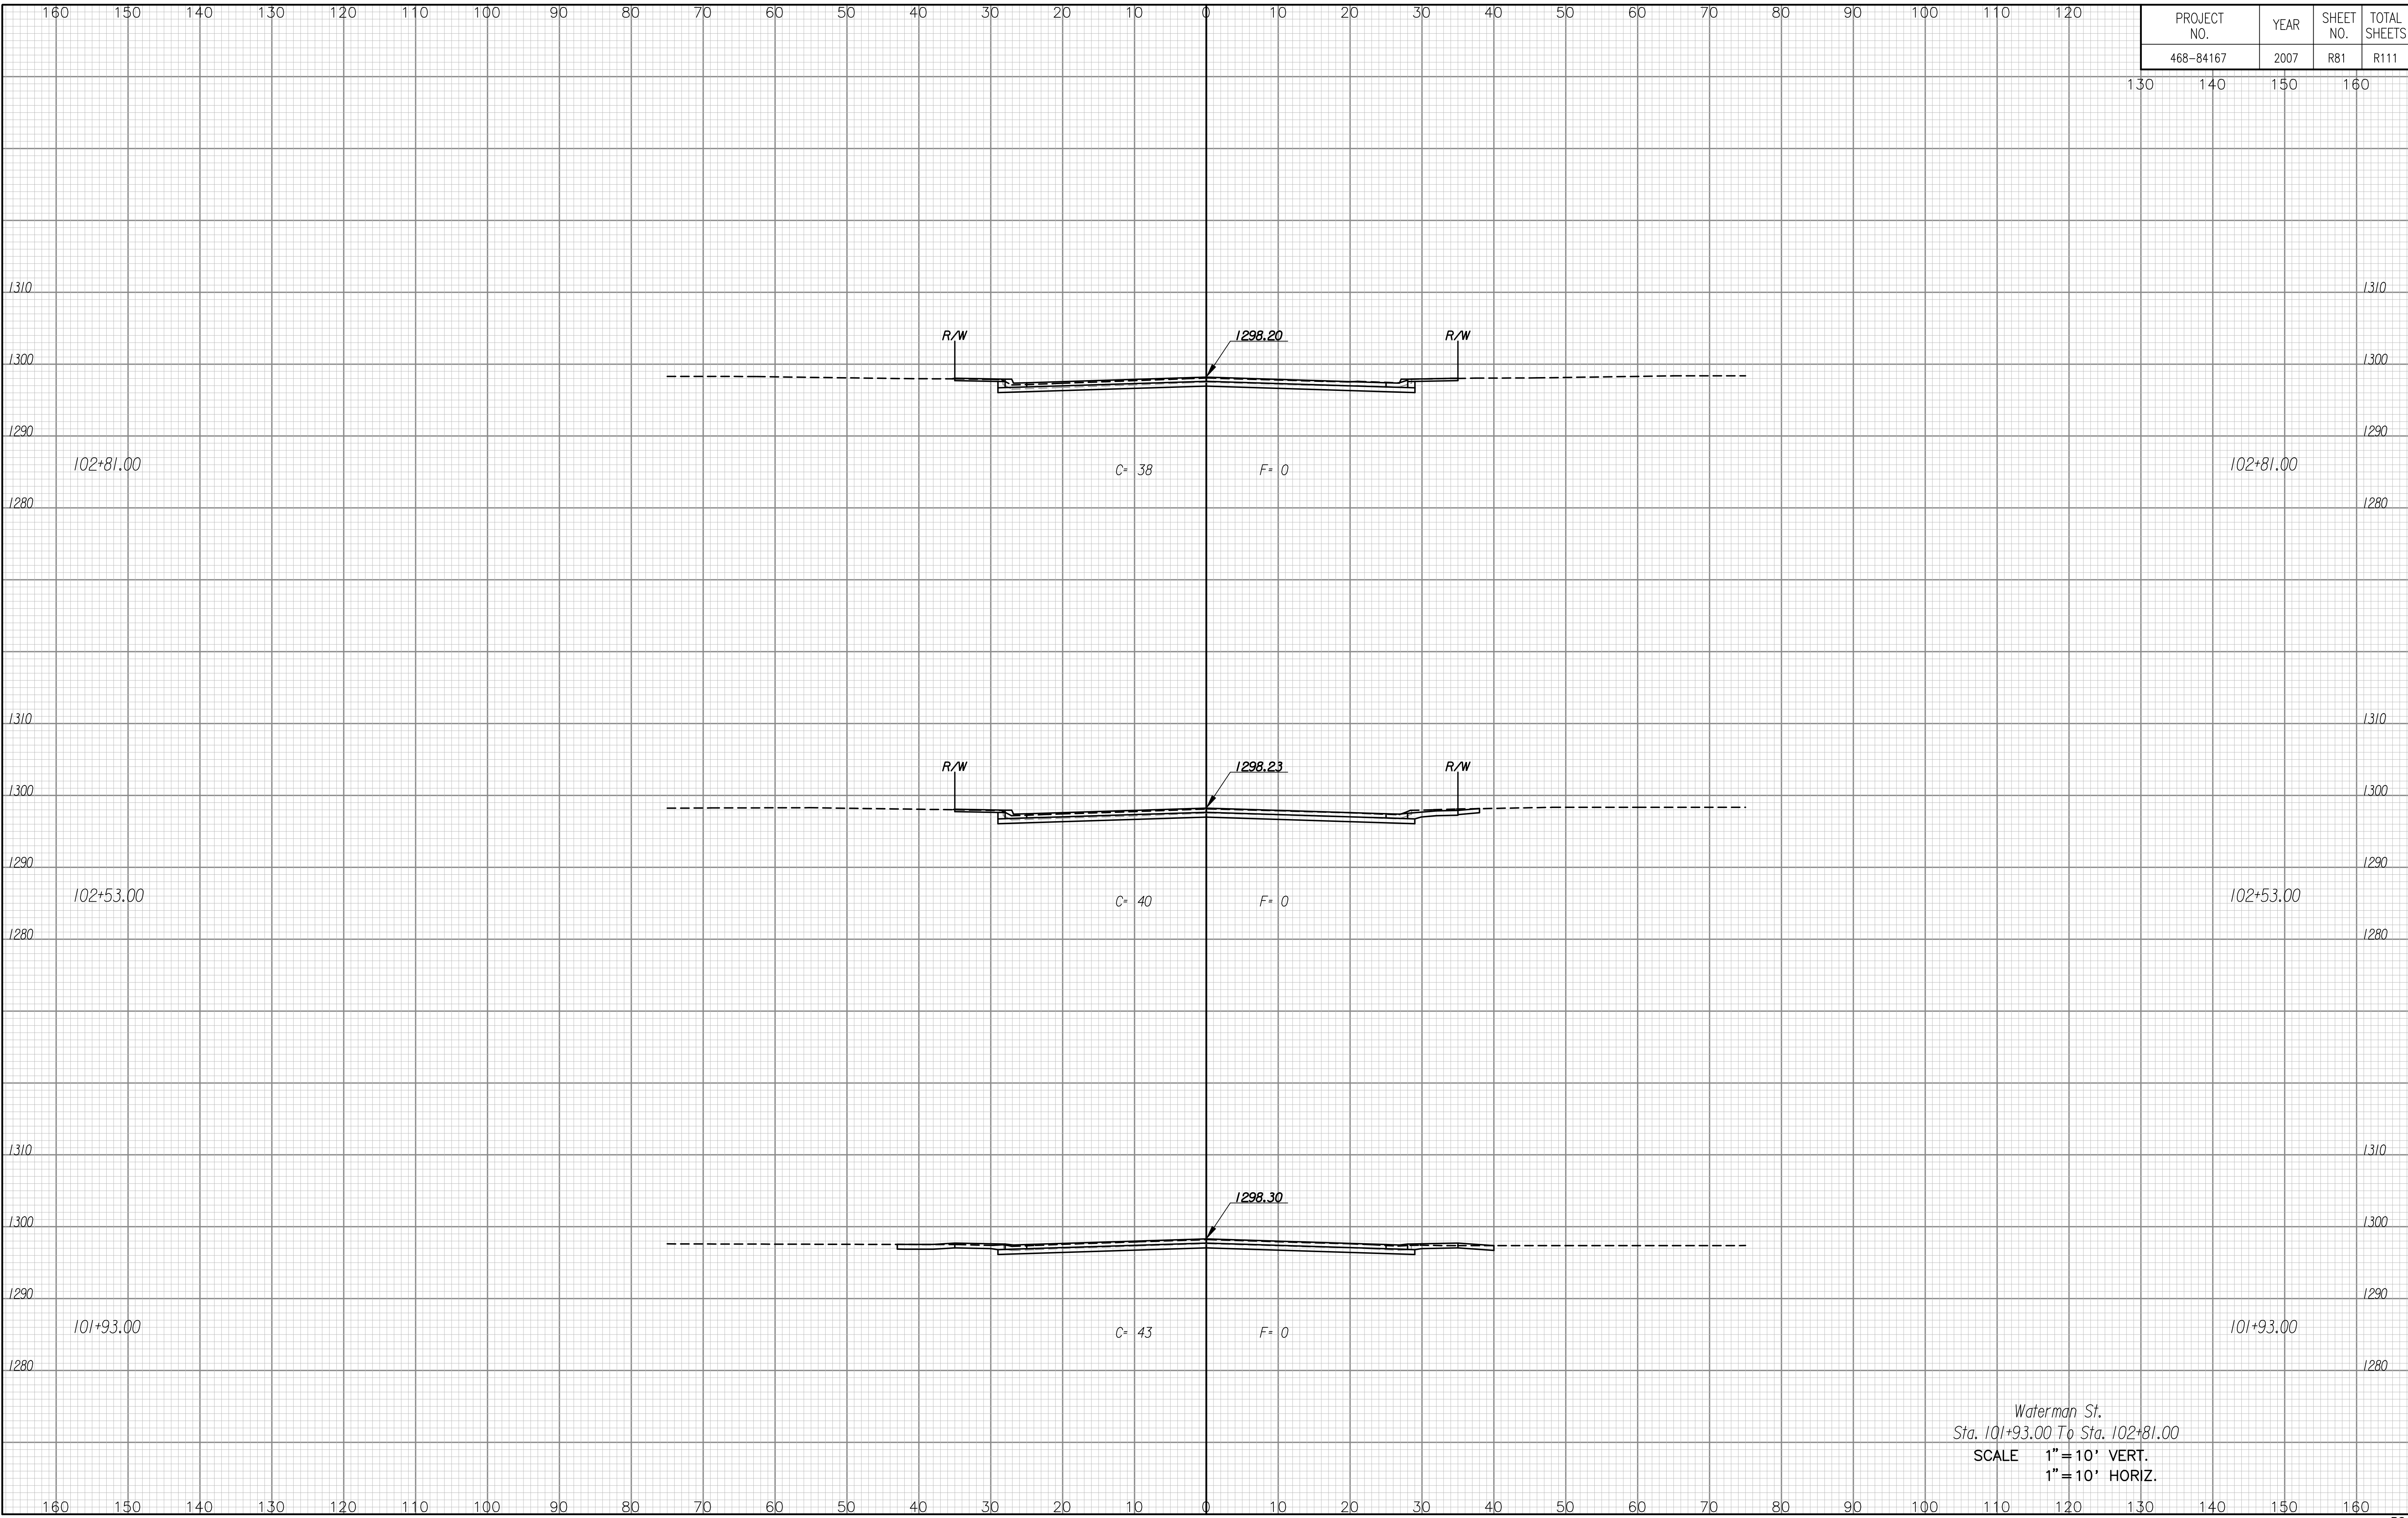 160 150 140 130 120 110 100 90 80 70 60 50 40 30 20 10 0 10 20 30 40 50 60 70 80 90 100 110 120
PROJECT NO. YEAR SHEET NO. TOTAL SHEETS
468-84167 2007 R81 R111
130 140 150 160
1310 1310
R/W 1298.20 R/W
1300 1300
1290 1290
102+81.00 C= 38 F= 0 102+81.00
1280 1280
1310 1310
R/W 1298.23 R/W
1300 1300
1290 1290
102+53.00 C= 40 F= 0 102+53.00
1280 1280
1310 1310
1298.30
1300 1300
1290 1290
101+93.00 C= 43 F= 0 101+93.00
1280 1280
Waterman St.
Sta. 101+93.00 To Sta. 102+81.00
SCALE 1"=10' VERT.
1"=10' HORIZ.
160 150 140 130 120 110 100 90 80 70 60 50 40 30 20 10 0 10 20 30 40 50 60 70 80 90 100 110 120 130 140 150 160